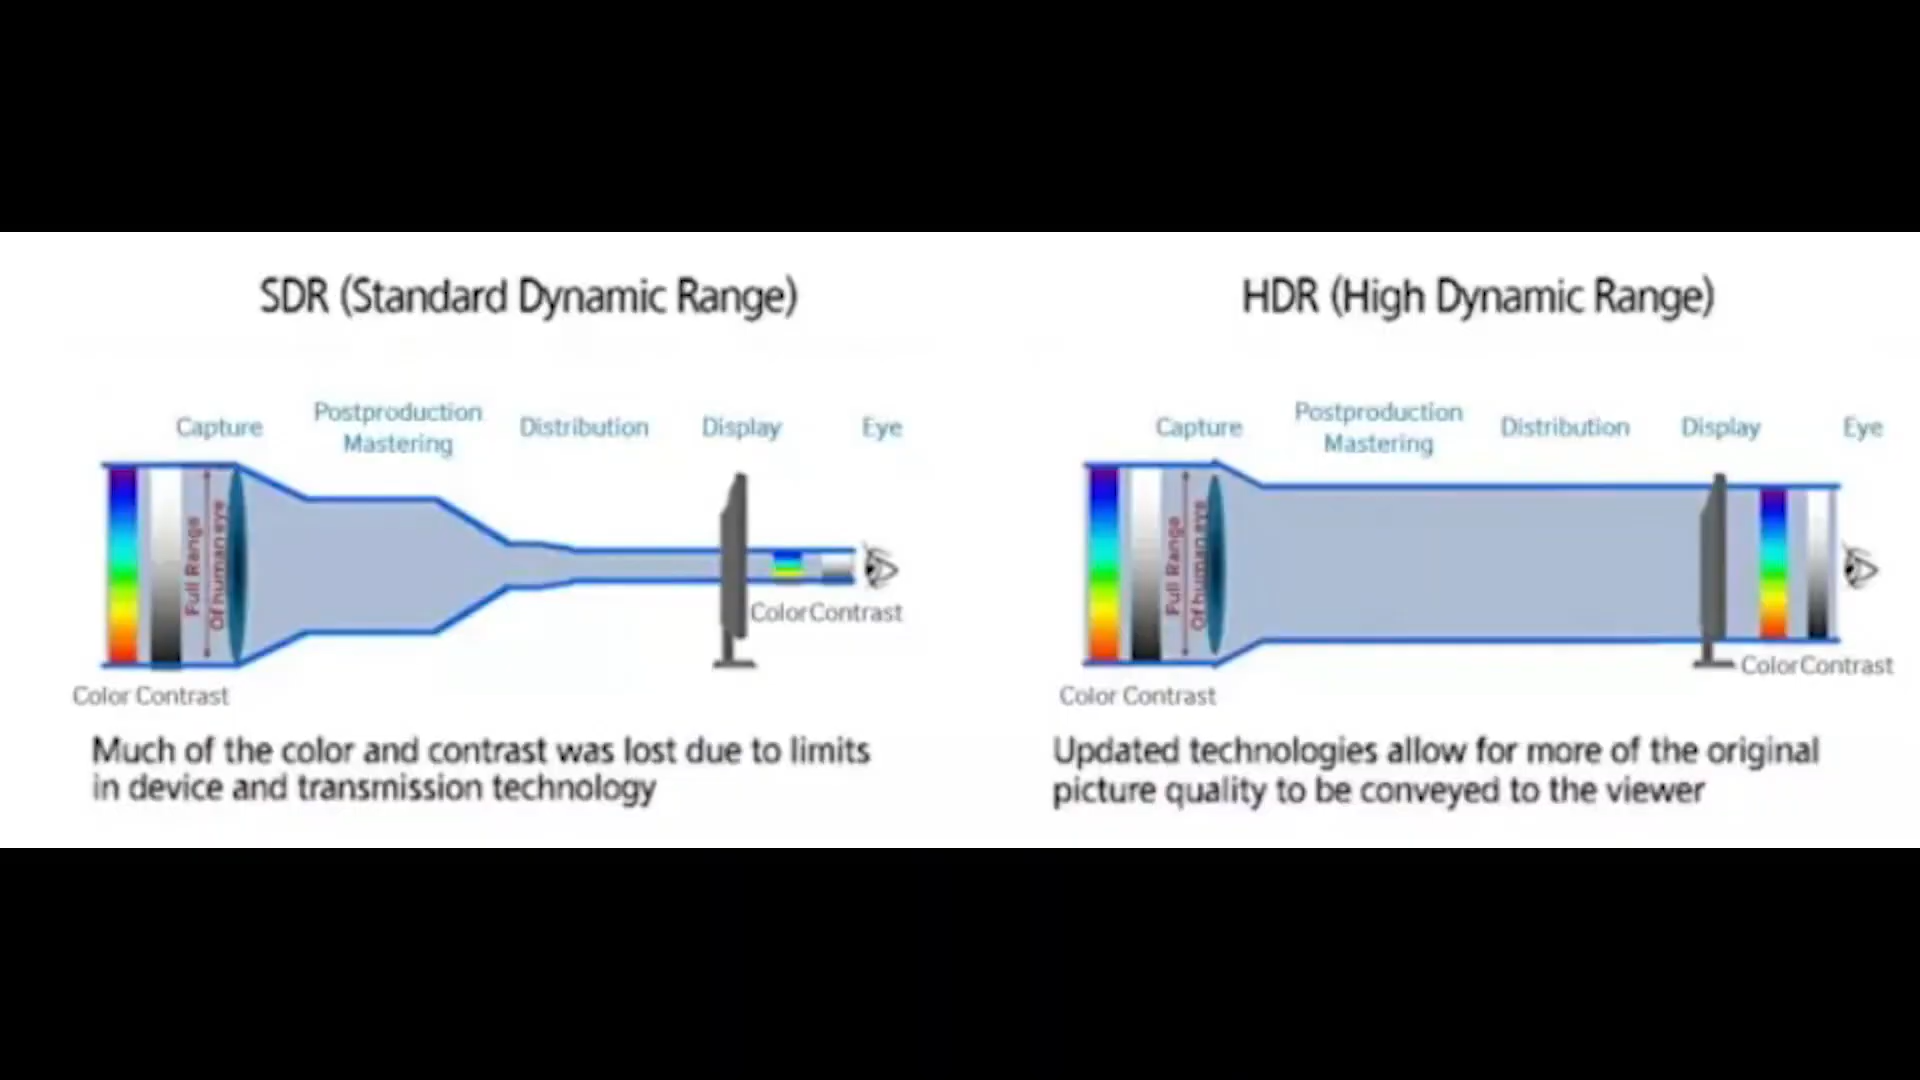 SDR (Standard Dynamic Range)
Capture
Postproduction
Mastering
Distribution
Display
Eye
Full Range
Of human eye
Color Contrast
Color Contrast
Much of the color and contrast was lost due to limits
in device and transmission technology
HDR (High Dynamic Range)
Capture
Postproduction
Mastering
Distribution
Display
Eye
Full Range
Of human eye
Color Contrast
Color Contrast
Updated technologies allow for more of the original
picture quality to be conveyed to the viewer